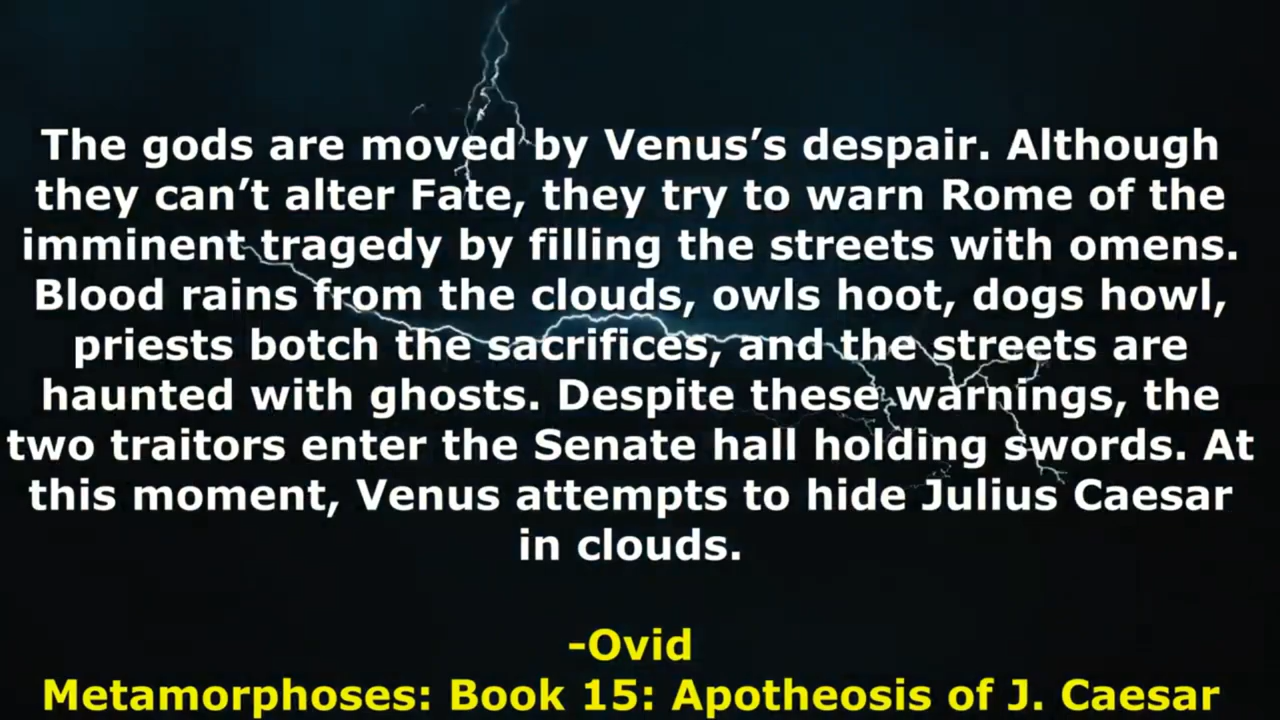 The gods are moved by Venus’s despair. Although
they can’t alter Fate, they try to warn Rome of the
imminent tragedy by filling the streets with omens.
Blood rains from the clouds, owls hoot, dogs howl,
priests botch the sacrifices, and the streets are
haunted with ghosts. Despite these warnings, the
two traitors enter the Senate hall holding swords. At
this moment, Venus attempts to hide Julius Caesar
in clouds.
-Ovid
Metamorphoses: Book 15: Apotheosis of J. Caesar